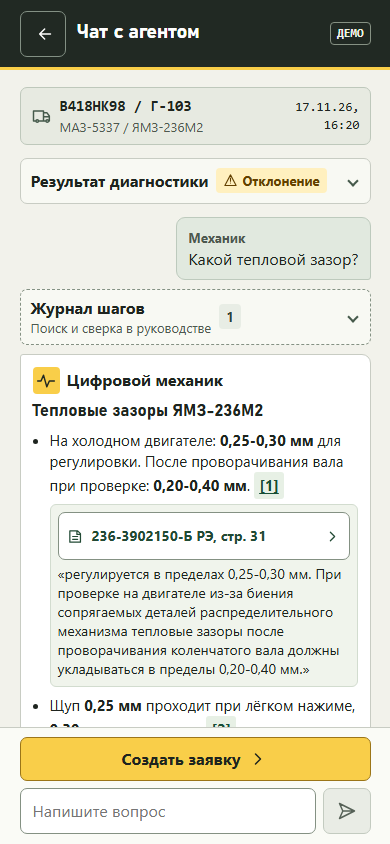 Чат с агентом
ДЕМО
В418НК98 / Г-103
МАЗ-5337 / ЯМЗ-236М2
17.11.26,
16:20
Результат диагностики
Отклонение
Механик
Какой тепловой зазор?
Журнал шагов
Поиск и сверка в руководстве
1
Цифровой механик
Тепловые зазоры ЯМЗ-236М2
• На холодном двигателе: 0,25-0,30 мм для
регулировки. После проворачивания вала
при проверке: 0,20-0,40 мм. [1]
236-3902150-Б РЭ, стр. 31
«регулируется в пределах 0,25-0,30 мм. При
проверке на двигателе из-за биения
сопрягаемых деталей распределительного
механизма тепловые зазоры после
проворачивания коленчатого вала должны
укладываться в пределы 0,20-0,40 мм.»
• Щуп 0,25 мм проходит при лёгком нажиме,
Создать заявку
Напишите вопрос